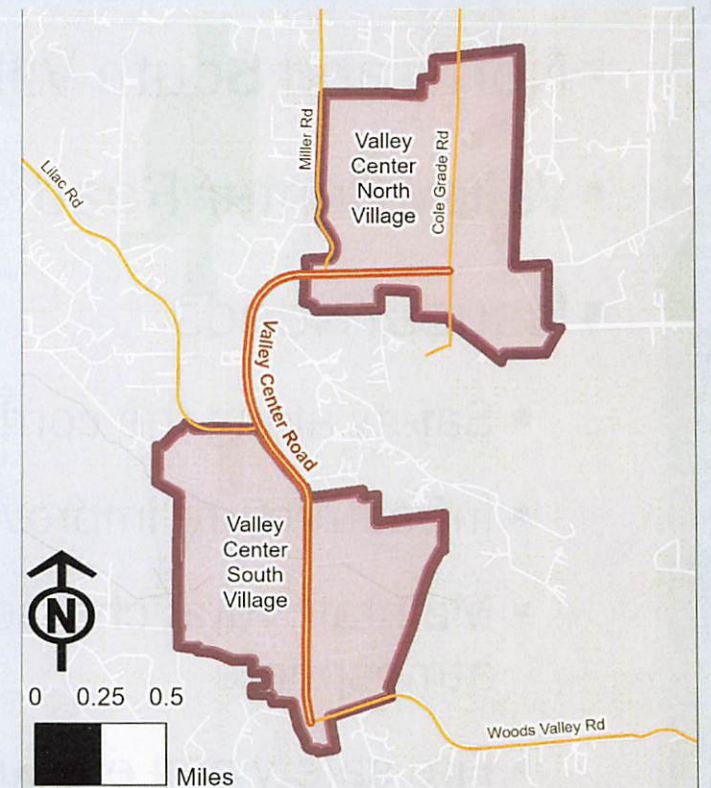 Miller Rd
Valley
Center
North
Village
Cole Grade Rd
Lilac Rd
Valley Center Road
Valley
Center
South
Village
N
0 0.25 0.5
Miles
Woods Valley Rd